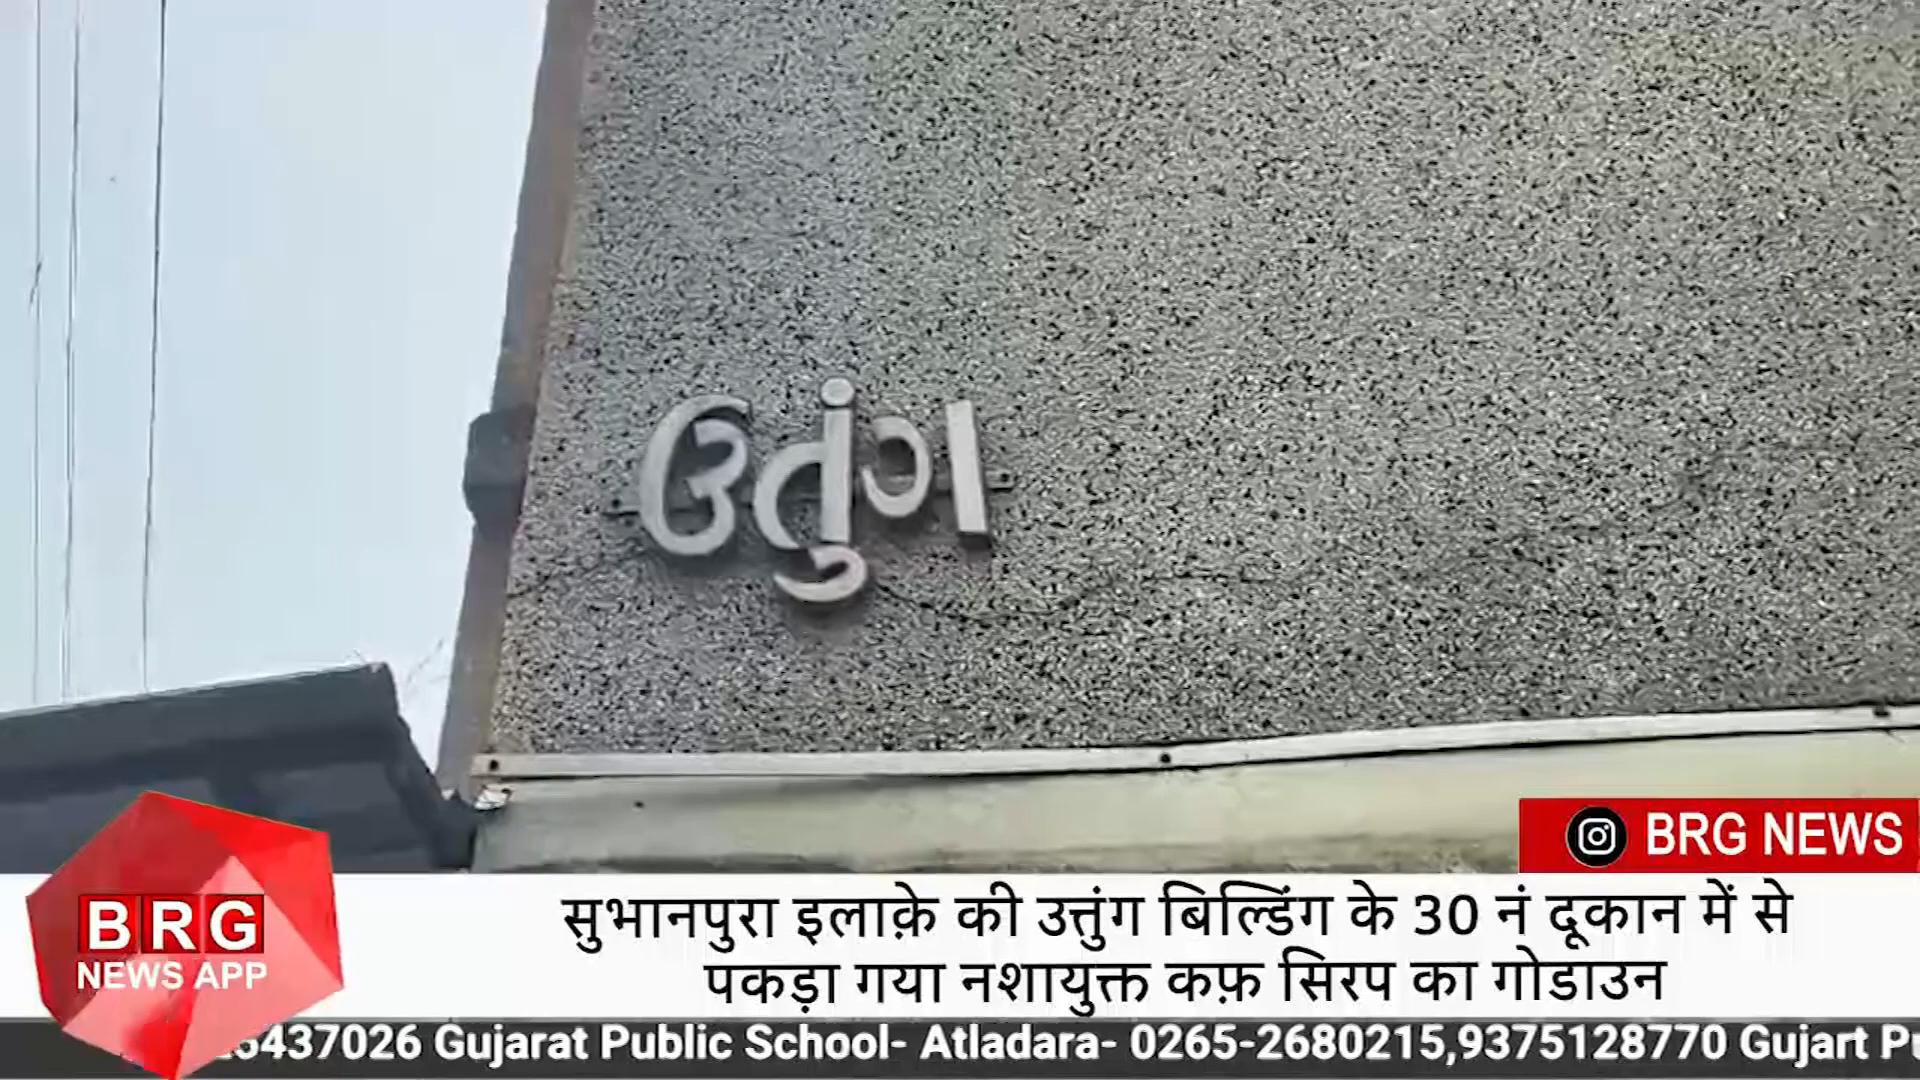 ઉતુંગ
BRG NEWS
सुभानपुरा इलाक़े की उत्तुंग बिल्डिंग के 30 नं दूकान में से
पकड़ा गया नशायुक्त कफ़ सिरप का गोडाउन
BRG
NEWS APP
5437026 Gujarat Public School- Atladara- 0265-2680215,9375128770 Gujart